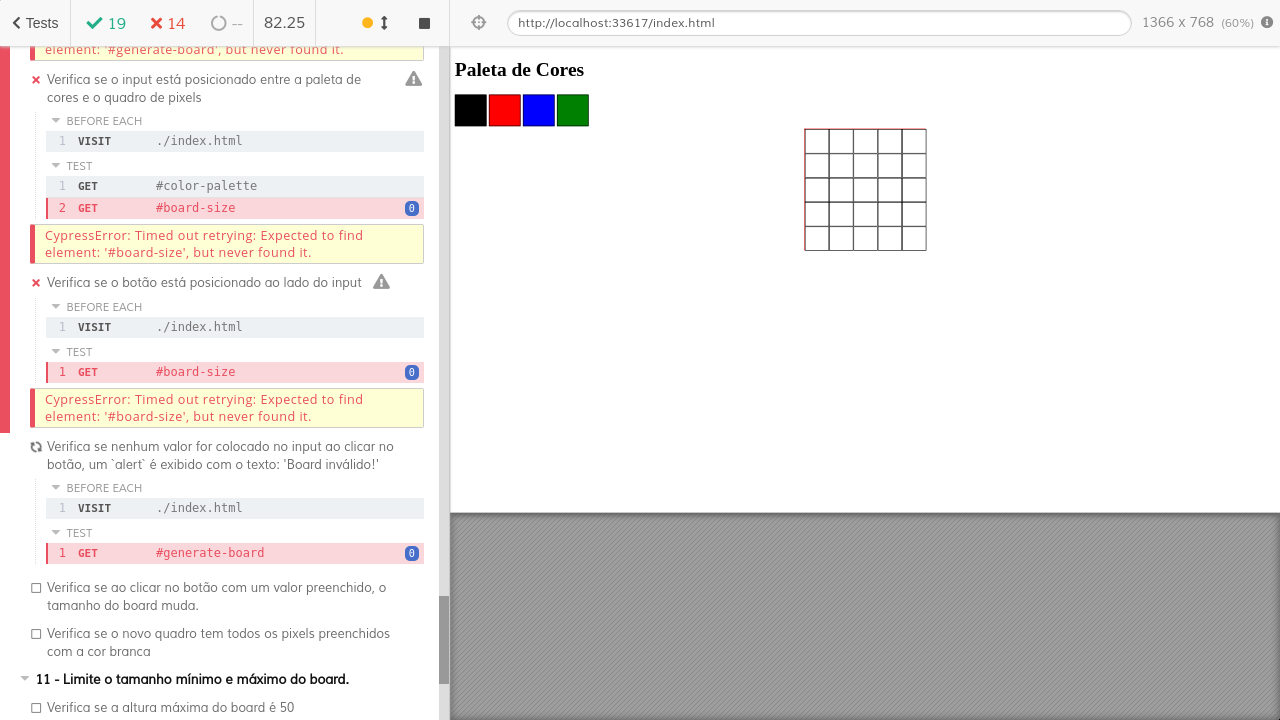 Tests 19 14 -- 82.25
http://localhost:33617/index.html 1366 x 768 (60%)
element: '#generate-board', but never found it.
Verifica se o input está posicionado entre a paleta de
cores e o quadro de pixels
BEFORE EACH
1 VISIT ./index.html
TEST
1 GET #color-palette
2 GET #board-size 0
CypressError: Timed out retrying: Expected to find
element: '#board-size', but never found it.
Verifica se o botão está posicionado ao lado do input
BEFORE EACH
1 VISIT ./index.html
TEST
1 GET #board-size 0
CypressError: Timed out retrying: Expected to find
element: '#board-size', but never found it.
Verifica se nenhum valor for colocado no input ao clicar no
botão, um `alert` é exibido com o texto: 'Board inválido!'
BEFORE EACH
1 VISIT ./index.html
TEST
1 GET #generate-board 0
Verifica se ao clicar no botão com um valor preenchido, o
tamanho do board muda.
Verifica se o novo quadro tem todos os pixels preenchidos
com a cor branca
11 - Limite o tamanho mínimo e máximo do board.
Verifica se a altura máxima do board é 50
Paleta de Cores